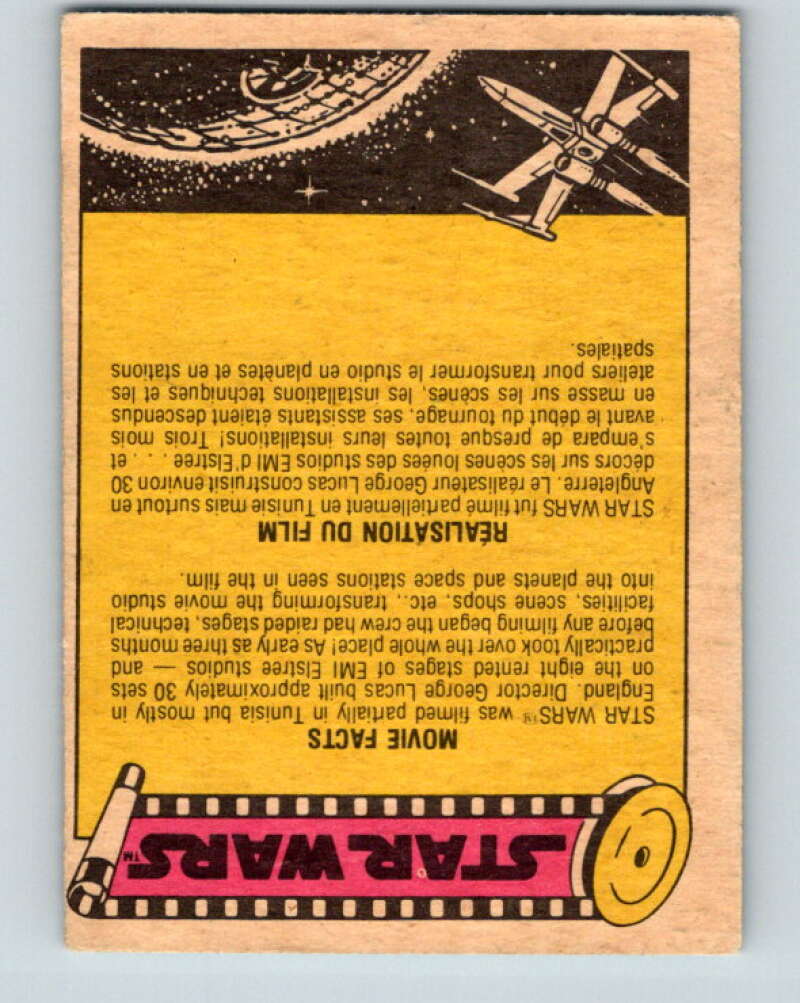 STAR WARS™
MOVIE FACTS
STAR WARS™ was filmed partially in Tunisia but mostly in
England. Director George Lucas built approximately 30 sets
on the eight rented stages of EMI Elstree studios — and
practically took over the whole place! As early as three months
before any filming began the crew had raided stages, technical
facilities, scene shops, etc., transforming the movie studio
into the planets and space stations seen in the film.
RÉALISATION DU FILM
STAR WARS fut filmé partiellement en Tunisie mais surtout en
Angleterre. Le réalisateur George Lucas construisit environ 30
décors sur les scènes louées des studios EMI d'Elstree . . . et
s'empara de presque toutes leurs installations! Trois mois
avant le début du tournage, ses assistants étaient descendus
en masse sur les scènes, les installations techniques et les
ateliers pour transformer le studio en planètes et en stations
spatiales.